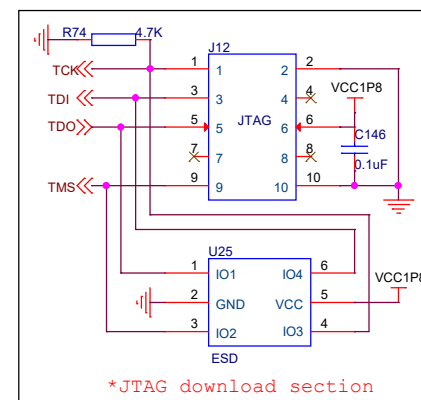 R74 4.7K
J12
TCK 1 1 2 2
VCC1P8
TDI 3 3 4 4
JTAG
TDO 5 5 6 6
C146
7 7 8 8
0.1uF
TMS 9 9 10 10
U25
1 IO1 IO4 6
VCC1P8
2 GND VCC 5
3 IO2 IO3 4
ESD
*JTAG download section